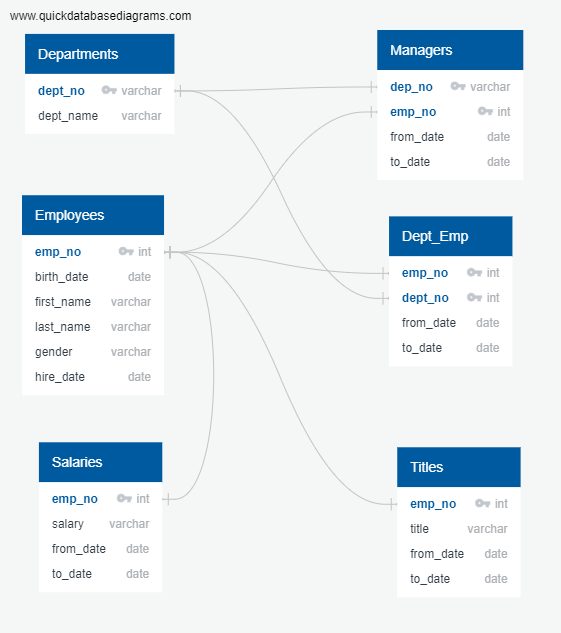 www.quickdatabasediagrams.com
Departments
dept_no varchar
dept_name varchar
Managers
dep_no varchar
emp_no int
from_date date
to_date date
Employees
emp_no int
birth_date date
first_name varchar
last_name varchar
gender varchar
hire_date date
Dept_Emp
emp_no int
dept_no int
from_date date
to_date date
Salaries
emp_no int
salary varchar
from_date date
to_date date
Titles
emp_no int
title varchar
from_date date
to_date date